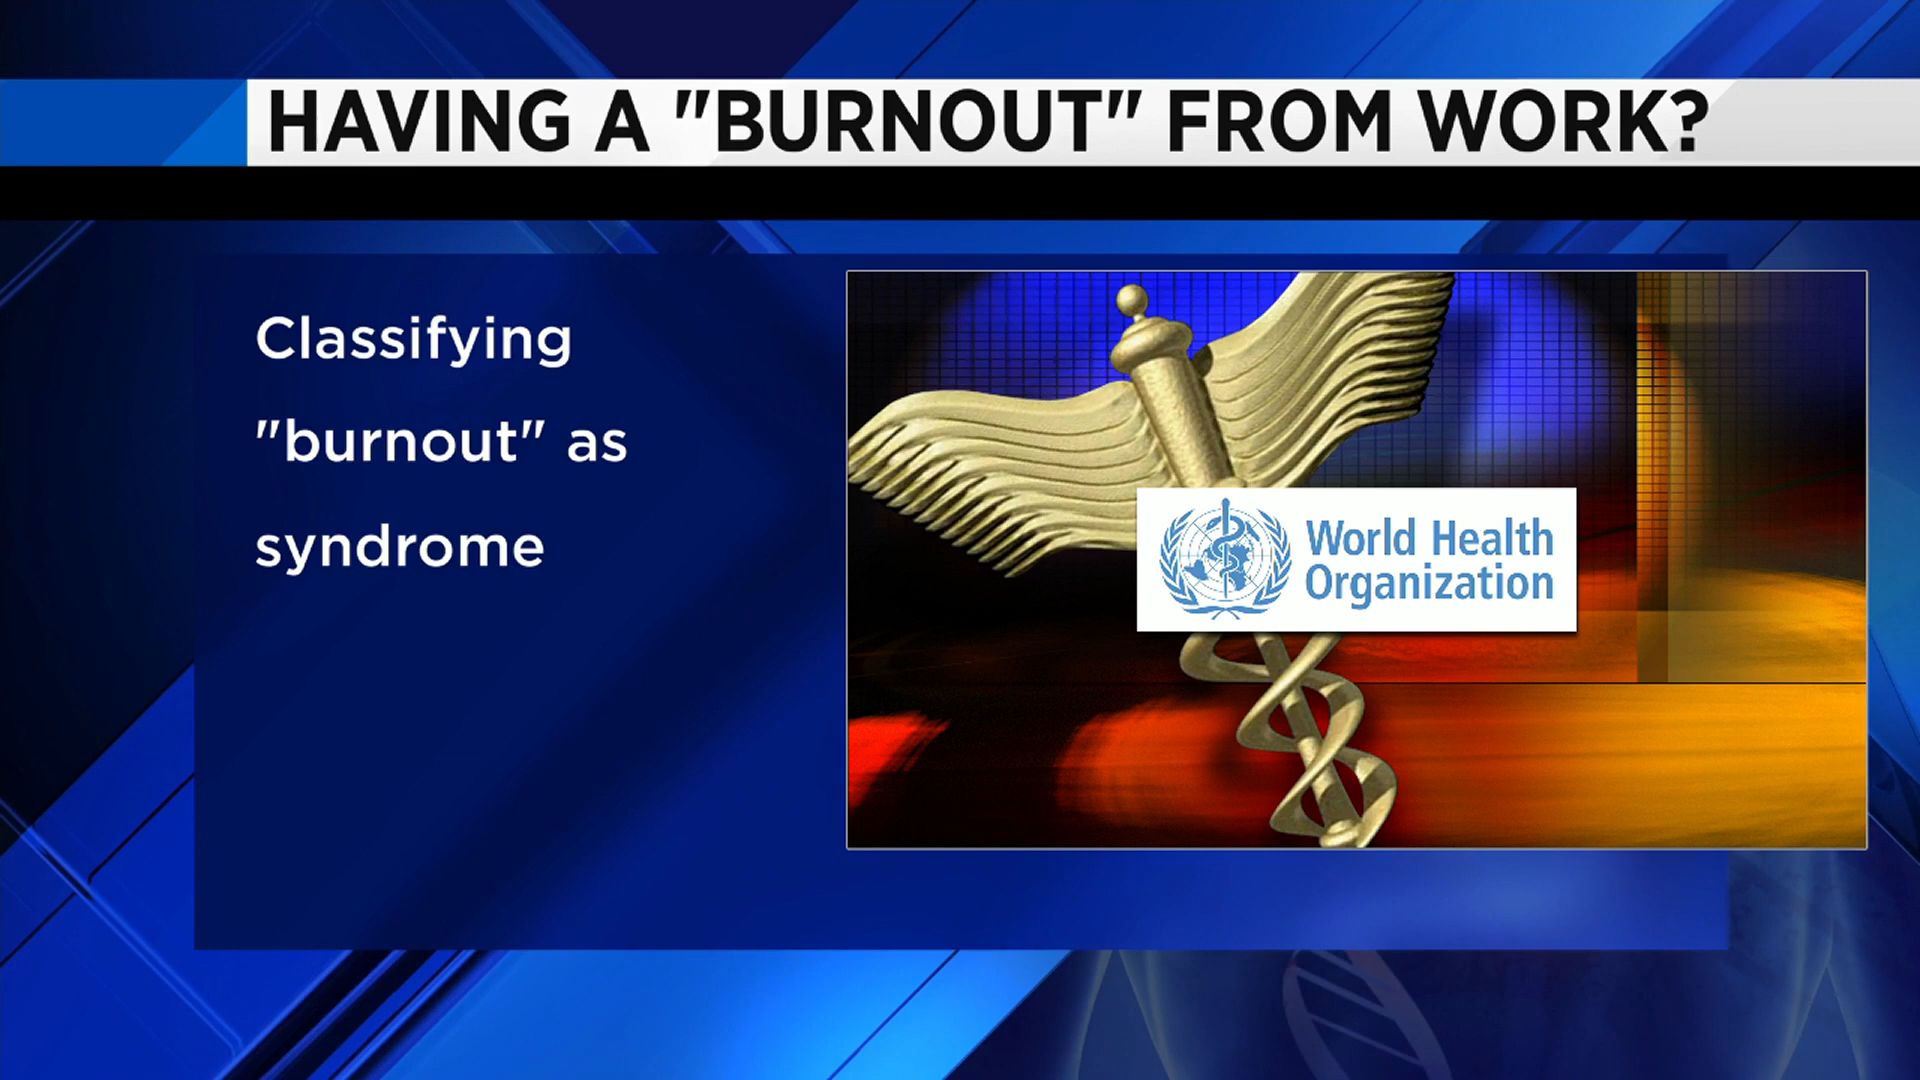 HAVING A "BURNOUT" FROM WORK?
Classifying
"burnout" as
syndrome
World Health
Organization